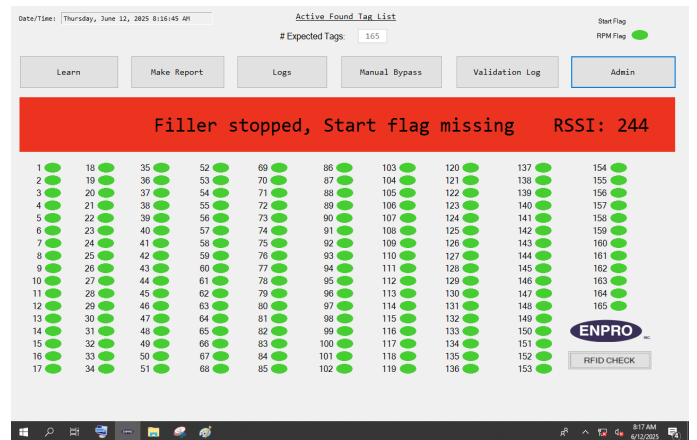 Date/Time: Thursday, June 12, 2025 8:16:45 AM
Active Found Tag List
Start Flag
# Expected Tags: 165
RPM Flag
Learn Make Report Logs Manual Bypass Validation Log Admin
Filler stopped, Start flag missing RSSI: 244
1 18 35 52 69 86 103 120 137 154
2 19 36 53 70 87 104 121 138 155
3 20 37 54 71 88 105 122 139 156
4 21 38 55 72 89 106 123 140 157
5 22 39 56 73 90 107 124 141 158
6 23 40 57 74 91 108 125 142 159
7 24 41 58 75 92 109 126 143 160
8 25 42 59 76 93 110 127 144 161
9 26 43 60 77 94 111 128 145 162
10 27 44 61 78 95 112 129 146 163
11 28 45 62 79 96 113 130 147 164
12 29 46 63 80 97 114 131 148 165
13 30 47 64 81 98 115 132 149
14 31 48 65 82 99 116 133 150
15 32 49 66 83 100 117 134 151
16 33 50 67 84 101 118 135 152
17 34 51 68 85 102 119 136 153
ENPRO INC.
RFID CHECK
8:17 AM
6/12/2025
4